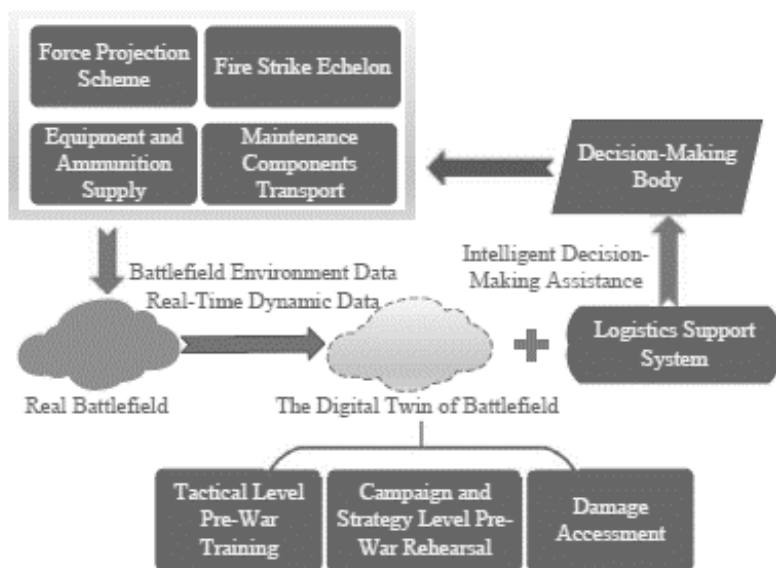 Force Projection
Scheme
Fire Strike Echelon
Equipment and
Ammunition
Supply
Maintenance
Components
Transport
Decision-Making
Body
Intelligent Decision-
Making Assistance
Battlefield Environment Data
Real-Time Dynamic Data
Logistics Support
System
Real Battlefield
The Digital Twin of Battlefield
Tactical Level
Pre-War
Training
Campaign and
Strategy Level Pre-
War Rehearsal
Damage
Accessment